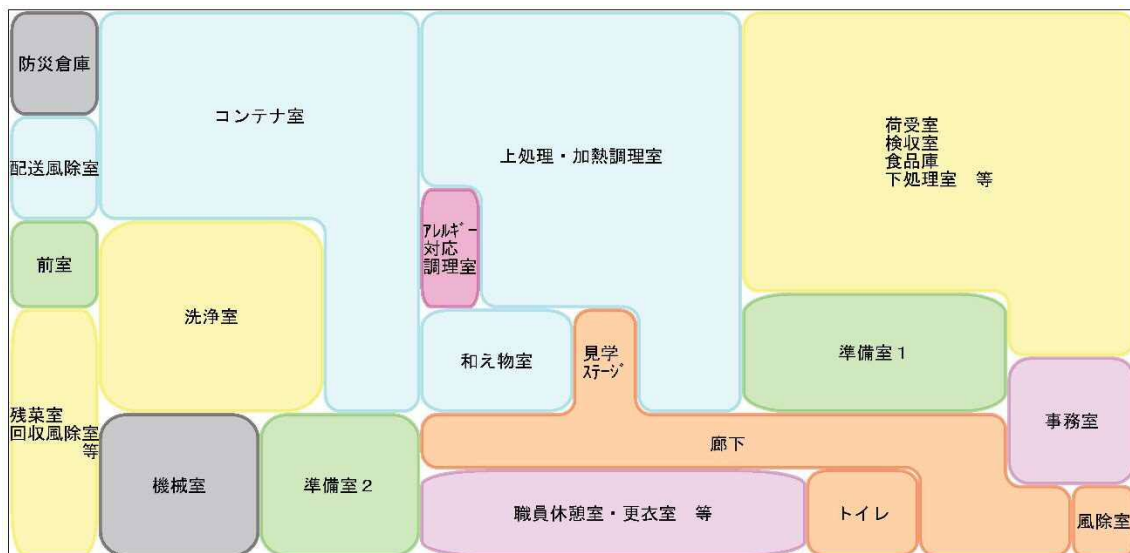 防災倉庫
コンテナ室
上処理・加熱調理室
荷受室
検収室
食品庫
下処理室　等
配送風除室
前室
洗浄室
ｱﾚﾙｷﾞｰ
対応
調理室
和え物室
見学
ｽﾃｰｼﾞ
準備室１
残菜室
回収風除室
等
機械室
準備室２
廊下
事務室
職員休憩室・更衣室　等
トイレ
風除室